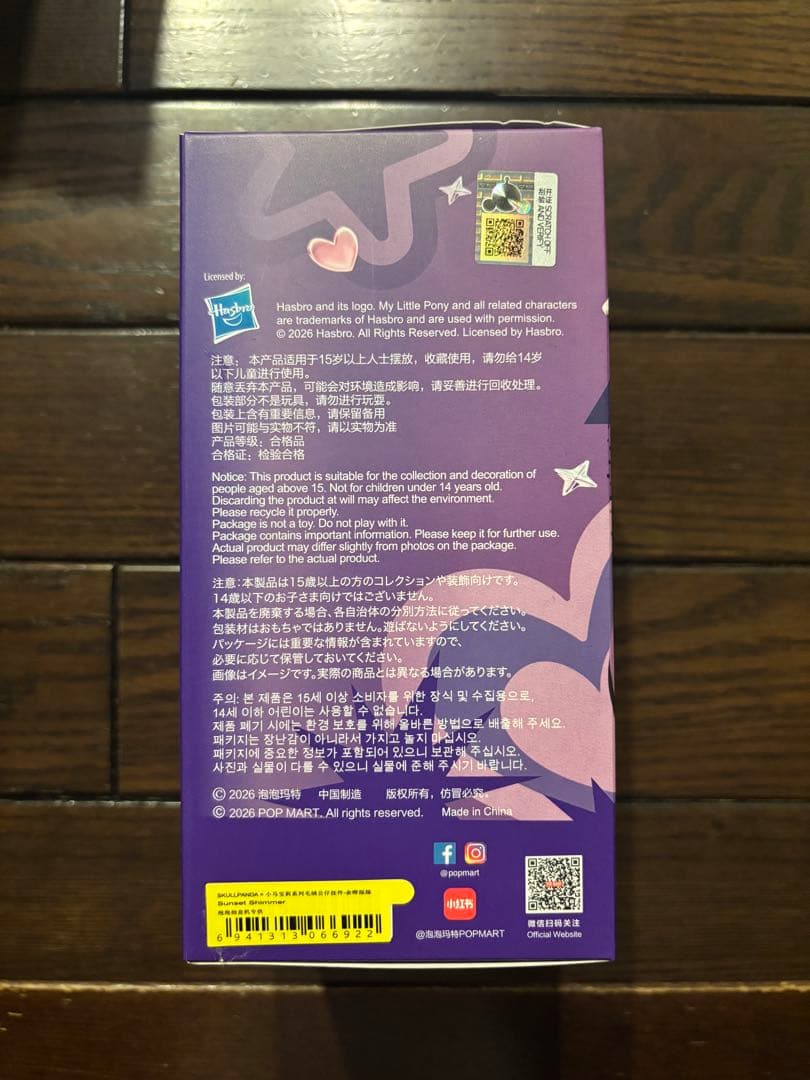 正版 SCRATCH OFF
验证 AND VERIFY
Licensed by:
Hasbro
Hasbro and its logo. My Little Pony and all related characters
are trademarks of Hasbro and are used with permission.
© 2026 Hasbro. All Rights Reserved. Licensed by Hasbro.
注意： 本产品适用于15岁以上人士摆放，收藏使用，请勿给14岁
以下儿童进行使用。
随意丢弃本产品，可能会对环境造成影响，请妥善进行回收处理。
包装部分不是玩具，请勿进行玩耍。
包装上含有重要信息，请保留备用
图片可能与实物不符，请以实物为准
产品等级：合格品
合格证：检验合格
Notice: This product is suitable for the collection and decoration of
people aged above 15. Not for children under 14 years old.
Discarding the product at will may affect the environment.
Please recycle it properly.
Package is not a toy. Do not play with it.
Package contains important information. Please keep it for further use.
Actual product may differ slightly from photos on the package.
Please refer to the actual product.
注意：本製品は15歳以上の方のコレクションや装飾向けです。
14歳以下のお子さま向けではございません。
本製品を廃棄する場合、各自治体の分別方法に従ってください。
包装材はおもちゃではありません。遊ばないようにしてください。
パッケージには重要な情報が含まれていますので、
必要に応じて保管しておいてください。
画像はイメージです。実際の商品とは異なる場合があります。
주의: 본 제품은 15세 이상 소비자를 위한 장식 및 수집용으로,
14세 이하 어린이는 사용할 수 없습니다.
제품 폐기 시에는 환경 보호를 위해 올바른 방법으로 배출해 주세요.
패키지는 장난감이 아니라서 가지고 놀지 마십시오.
패키지에 중요한 정보가 포함되어 있으니 보관해 주십시오.
사진과 실물이 다를 수 있으니 실물에 준해 주시기 바랍니다.
© 2026 泡泡玛特 中国制造 版权所有，仿冒必究。
© 2026 POP MART. All rights reserved. Made in China
@popmart
小红书
@泡泡玛特POPMART
微信扫码关注
Official Website
SKULLPANDA × 小马宝莉系列毛绒公仔挂件-余晖烁烁
Sunset Shimmer
6 941313 066922